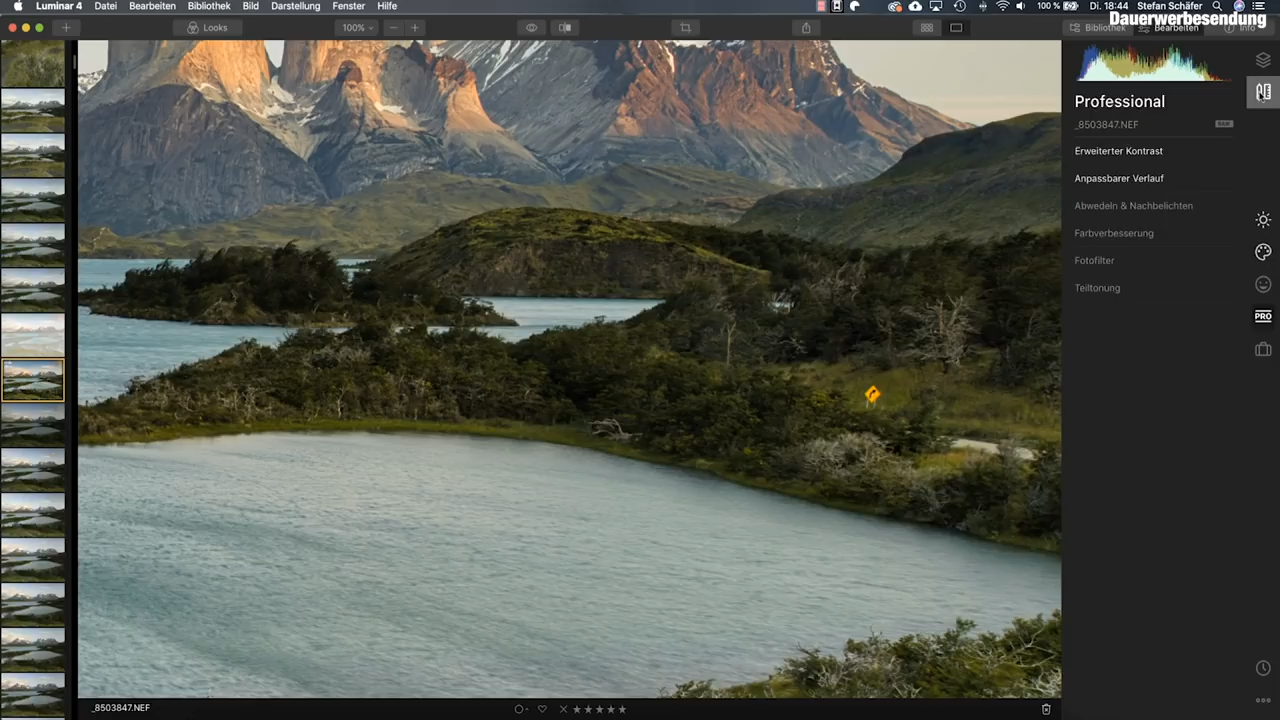 Luminar 4 Datei Bearbeiten Bibliothek Bild Darstellung Fenster Hilfe 100 % Di. 18:44 Stefan Schäfer
Dauerwerbesendung
Looks 100% Bibliothek Bearbeiten Info
Professional
_8503847.NEF RAW
Erweiterter Kontrast
Anpassbarer Verlauf
Abwedeln & Nachbelichten
Farbverbesserung
Fotofilter
Teiltonung
PRO
_8503847.NEF